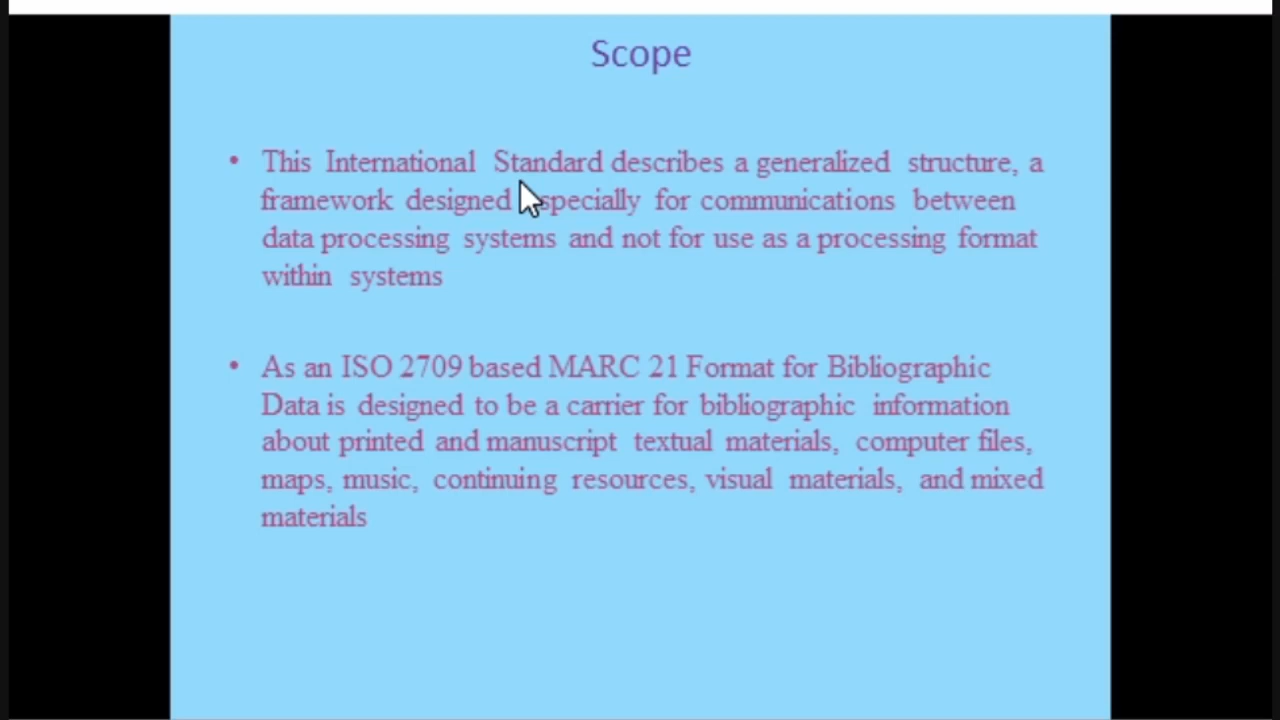 Scope
• This International Standard describes a generalized structure, a
framework designed especially for communications between
data processing systems and not for use as a processing format
within systems
• As an ISO 2709 based MARC 21 Format for Bibliographic
Data is designed to be a carrier for bibliographic information
about printed and manuscript textual materials, computer files,
maps, music, continuing resources, visual materials, and mixed
materials